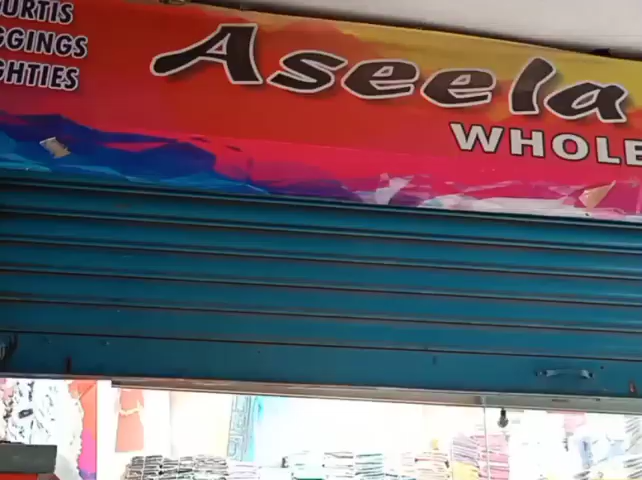 URTIS
GGINGS
GHTIES
Aseela
WHOLE